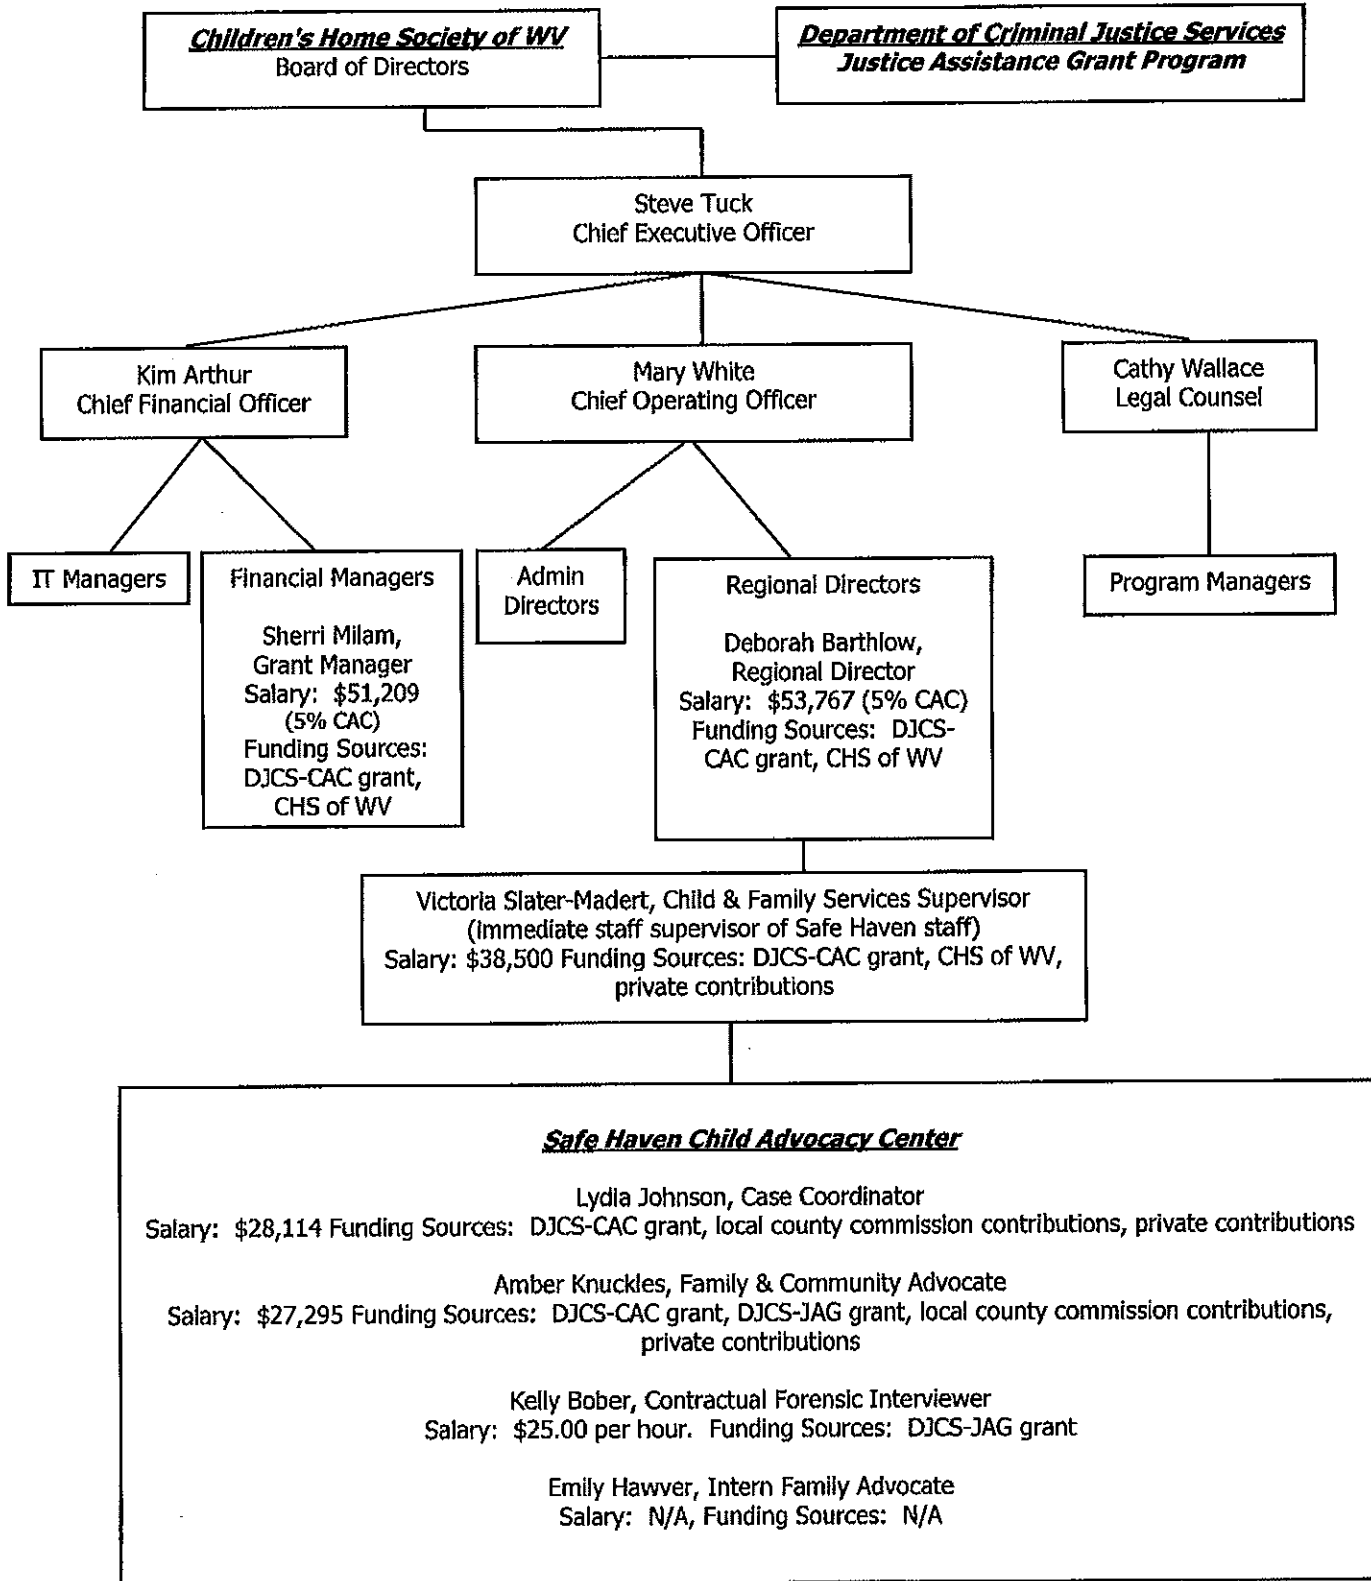 Children's Home Society of WV
Board of Directors
Department of Criminal Justice Services
Justice Assistance Grant Program
Steve Tuck
Chief Executive Officer
Kim Arthur
Chief Financial Officer
Mary White
Chief Operating Officer
Cathy Wallace
Legal Counsel
IT Managers
Financial Managers
Sherri Milam,
Grant Manager
Salary: $51,209
(5% CAC)
Funding Sources:
DJCS-CAC grant,
CHS of WV
Admin
Directors
Regional Directors
Deborah Barthlow,
Regional Director
Salary: $53,767 (5% CAC)
Funding Sources: DJCS-
CAC grant, CHS of WV
Program Managers
Victoria Slater-Madert, Child & Family Services Supervisor
(immediate staff supervisor of Safe Haven staff)
Salary: $38,500 Funding Sources: DJCS-CAC grant, CHS of WV,
private contributions
Safe Haven Child Advocacy Center
Lydia Johnson, Case Coordinator
Salary: $28,114 Funding Sources: DJCS-CAC grant, local county commission contributions, private contributions
Amber Knuckles, Family & Community Advocate
Salary: $27,295 Funding Sources: DJCS-CAC grant, DJCS-JAG grant, local county commission contributions,
private contributions
Kelly Bober, Contractual Forensic Interviewer
Salary: $25.00 per hour. Funding Sources: DJCS-JAG grant
Emily Hawver, Intern Family Advocate
Salary: N/A, Funding Sources: N/A